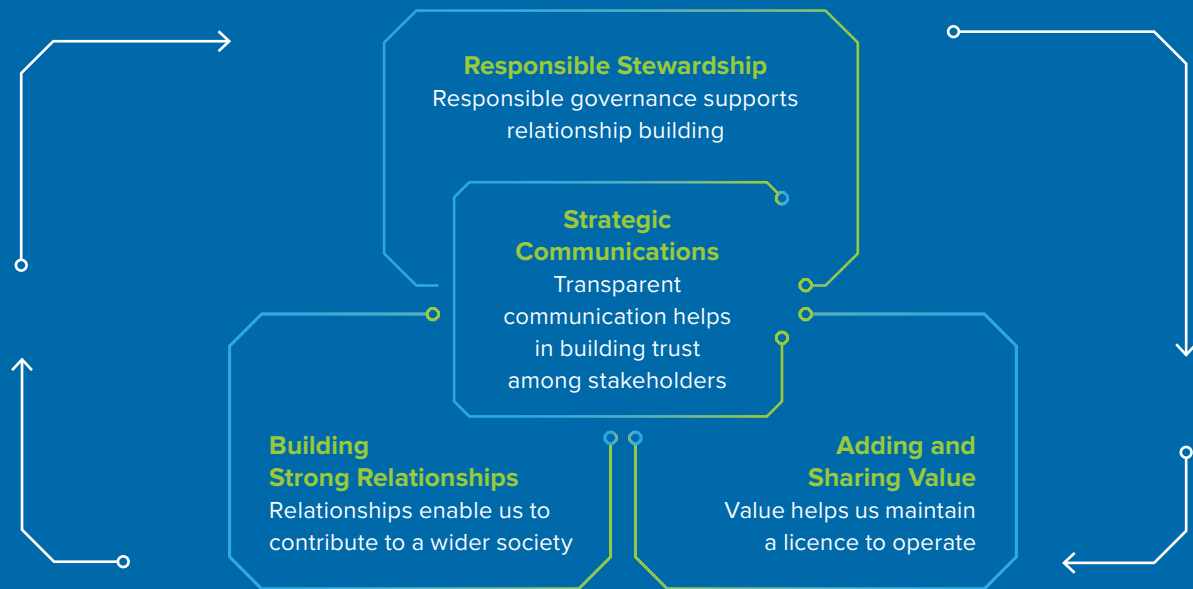 Responsible Stewardship
Responsible governance supports
relationship building
Strategic
Communications
Transparent
communication helps
in building trust
among stakeholders
Building
Strong Relationships
Relationships enable us to
contribute to a wider society
Adding and
Sharing Value
Value helps us maintain
a licence to operate